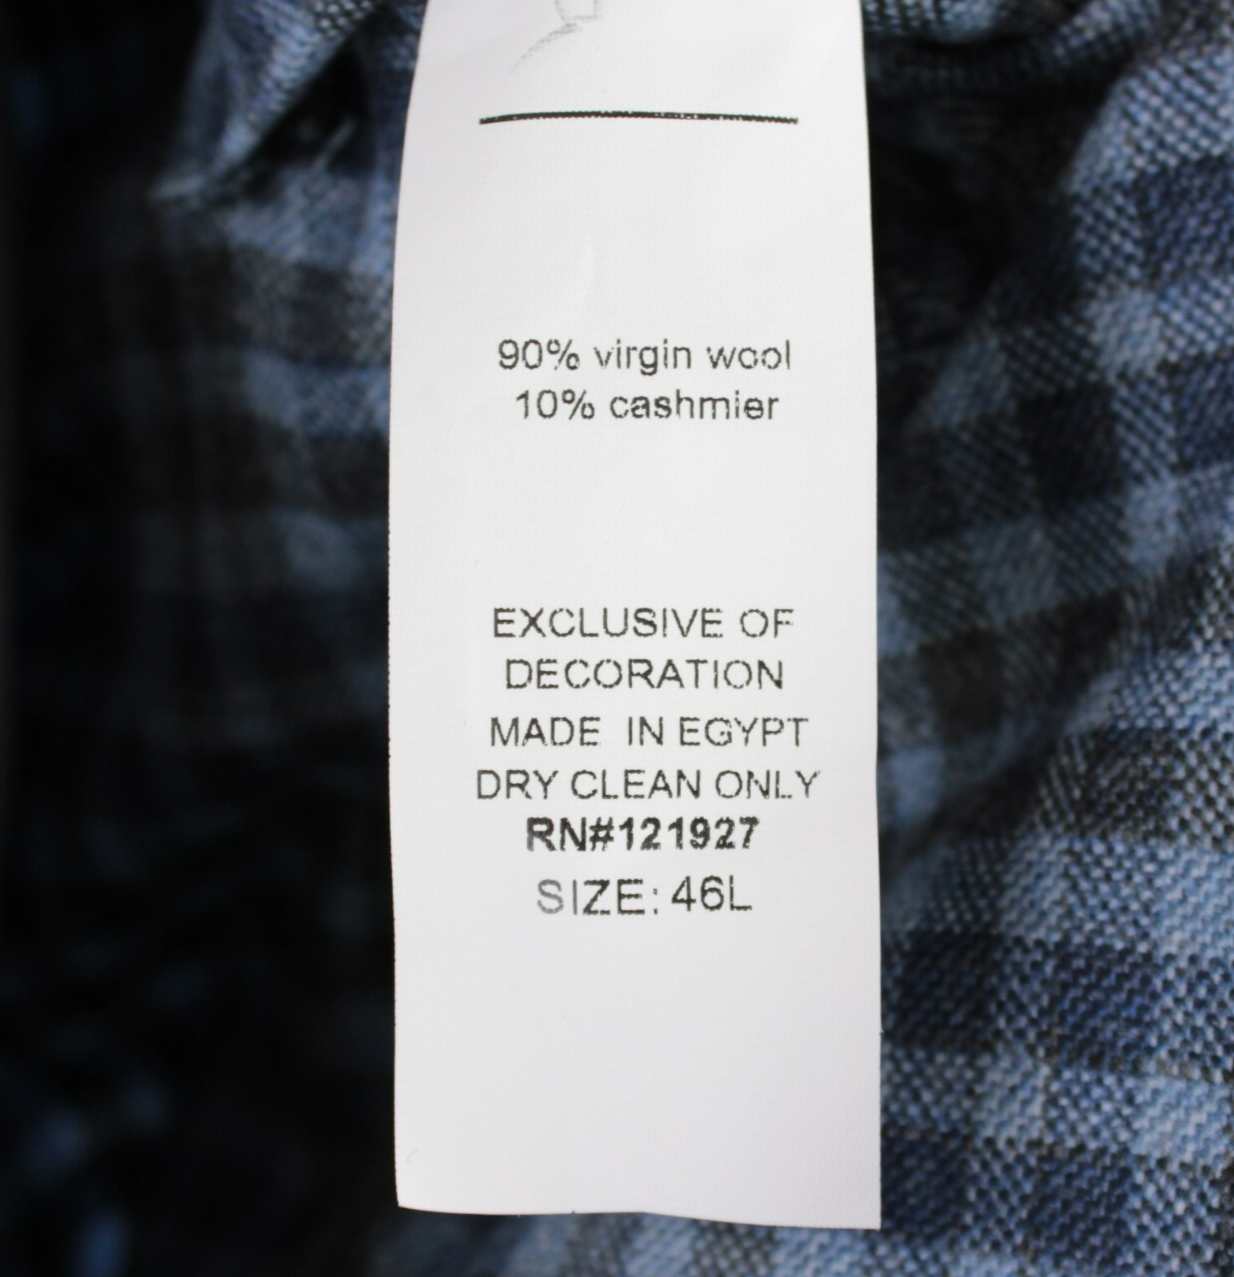 90% virgin wool
10% cashmier
EXCLUSIVE OF
DECORATION
MADE IN EGYPT
DRY CLEAN ONLY
RN#121927
SIZE: 46L